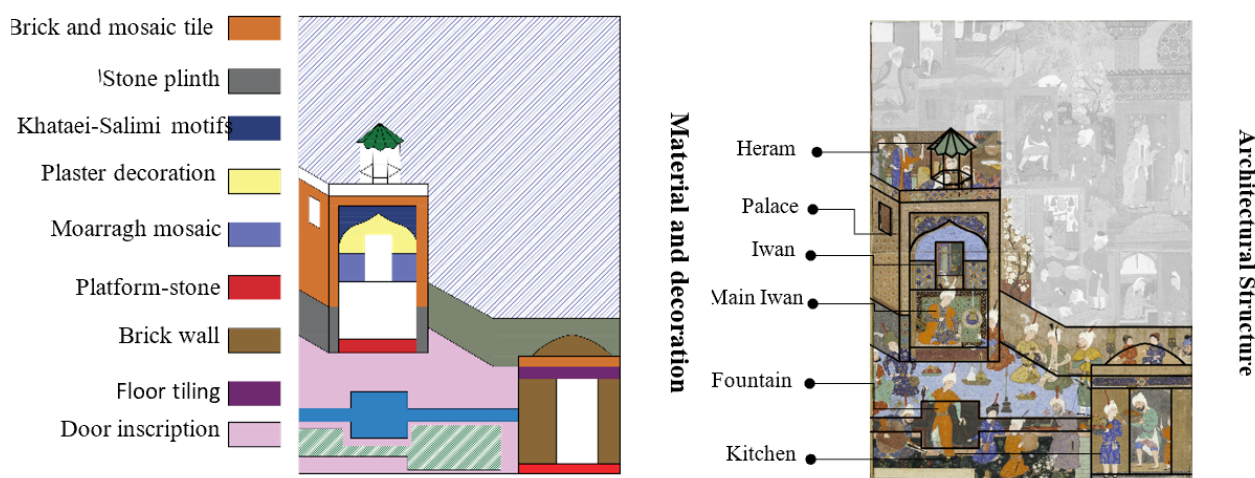 Brick and mosaic tile
Stone plinth
Khataei-Salimi motifs
Plaster decoration
Moarragh mosaic
Platform-stone
Brick wall
Floor tiling
Door inscription
Material and decoration
Heram
Palace
Iwan
Main Iwan
Fountain
Kitchen
Architectural Structure